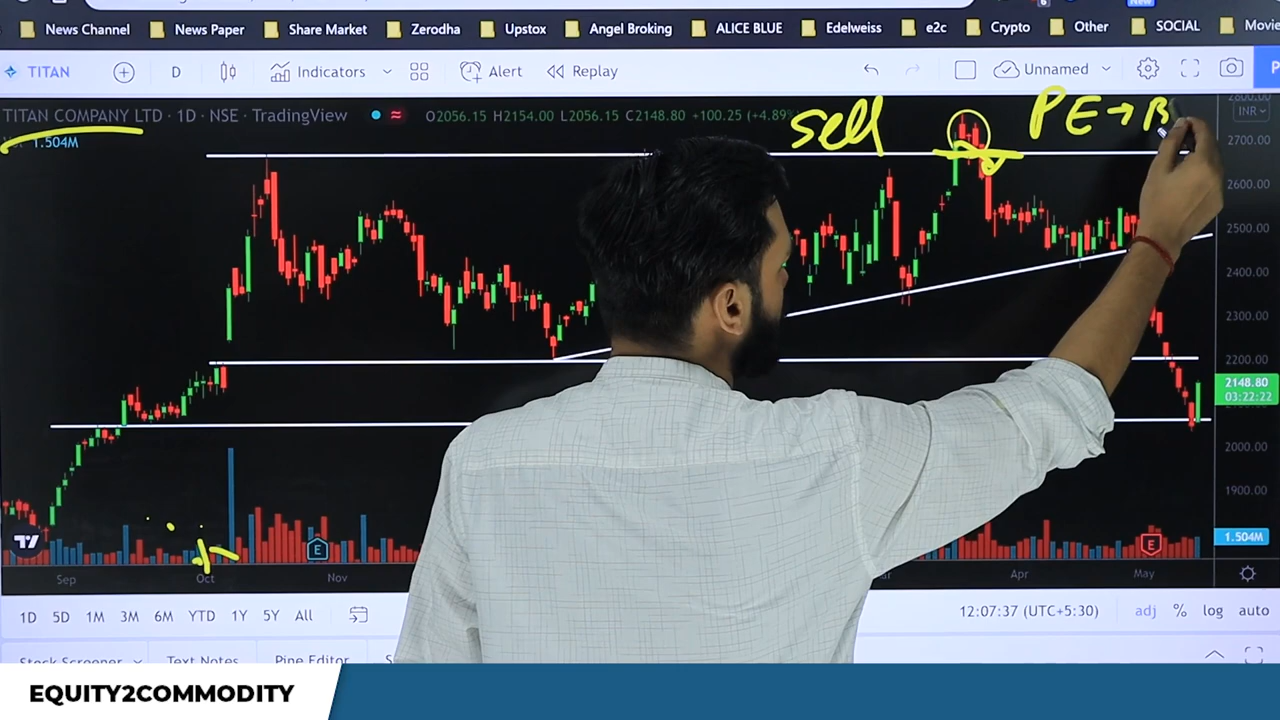 News Channel News Paper Share Market Zerodha Upstox Angel Broking ALICE BLUE Edelweiss e2c Crypto Other SOCIAL Movie
TITAN D Indicators Alert Replay Unnamed
TITAN COMPANY LTD · 1D · NSE · TradingView O2056.15 H2154.00 L2056.15 C2148.80 +100.25 (+4.89%
1.504M
sell
PE→B
INR
2800.00
2700.00
2600.00
2500.00
2400.00
2300.00
2200.00
2148.80
03:22:22
2000.00
1900.00
1.504M
E
E
Sep Oct Nov Apr May
1D 5D 1M 3M 6M YTD 1Y 5Y All 12:07:37 (UTC+5:30) adj % log auto
Stock Screener Text Notes Pine Editor
EQUITY2COMMODITY